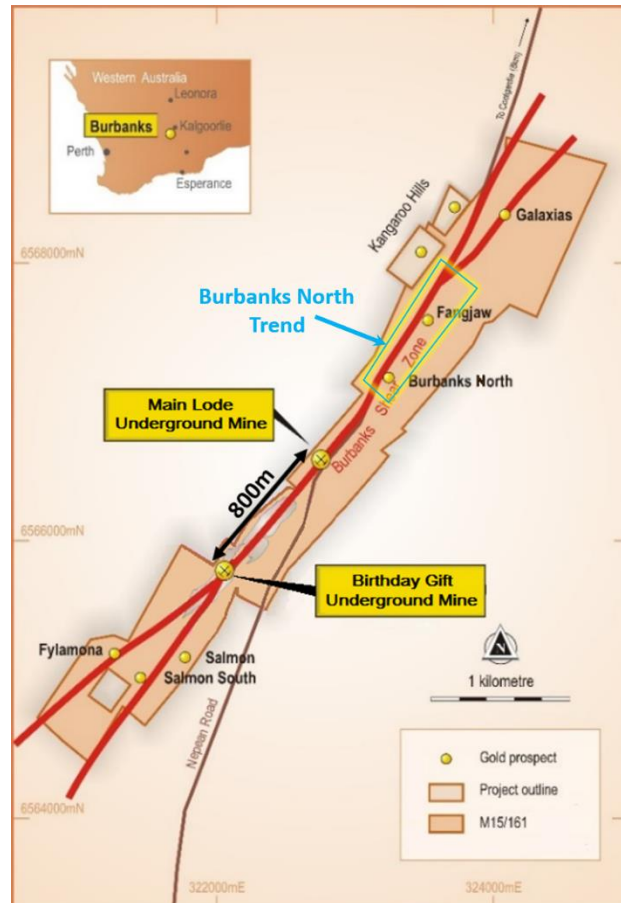 Western Australia
Leonora
Burbanks
Kalgoorlie
Perth
Esperance
To Coolgardie (8km)
Kangaroo Hills
Galaxias
6568000mN
Burbanks North
Trend
Fangjaw
Burbanks North
Burbanks Shear Zone
Main Lode
Underground Mine
800m
6566000mN
Birthday Gift
Underground Mine
Fylamona
Salmon
Salmon South
N
1 kilometre
Nepean Road
Gold prospect
Project outline
M15/161
6564000mN
322000mE
324000mE